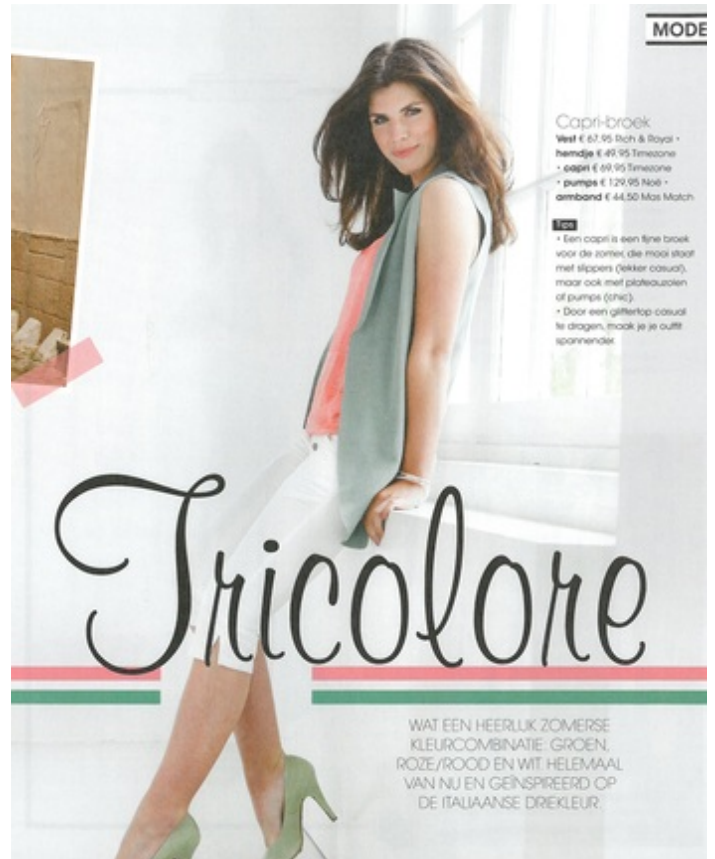 MODE
Capri-broek
Vest € 67,95 Rich & Royal •
hemdje € 49,95 Timezone
• capri € 69,95 Timezone
• pumps € 129,95 Noë •
armband € 44,50 Mas Match
Tips
• Een capri is een fijne broek
voor de zomer, die mooi staat
met slippers (lekker casual),
maar ook met plateauzolen
of pumps (chic).
• Door een glittertop casual
te dragen, maak je je outfit
spannender.
Tricolore
WAT EEN HEERLIJK ZOMERSE
KLEURCOMBINATIE: GROEN,
ROZE/ROOD EN WIT. HELEMAAL
VAN NU EN GEÏNSPIREERD OP
DE ITALIAANSE DRIEKLEUR.